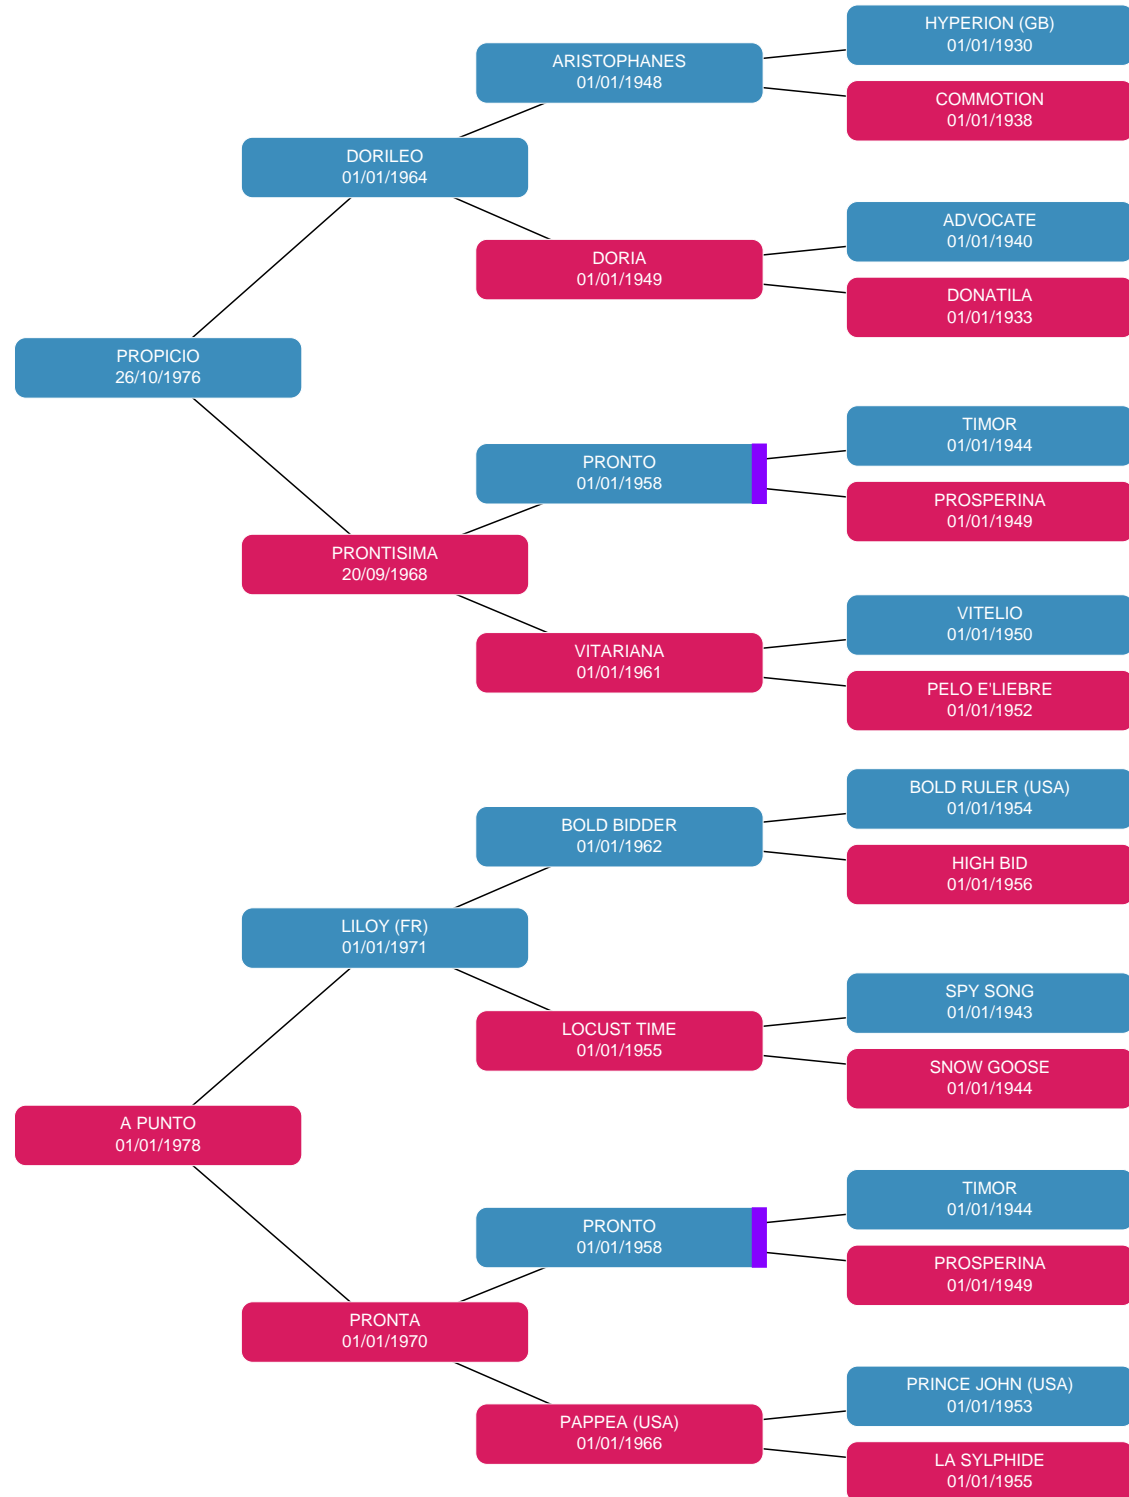 HYPERION (GB)
01/01/1930
ARISTOPHANES
01/01/1948
COMMOTION
01/01/1938
DORILEO
01/01/1964
ADVOCATE
01/01/1940
DORIA
01/01/1949
DONATILA
01/01/1933
PROPICIO
26/10/1976
TIMOR
01/01/1944
PRONTO
01/01/1958
PROSPERINA
01/01/1949
PRONTISIMA
20/09/1968
VITELIO
01/01/1950
VITARIANA
01/01/1961
PELO E'LIEBRE
01/01/1952
BOLD RULER (USA)
01/01/1954
BOLD BIDDER
01/01/1962
HIGH BID
01/01/1956
LILOY (FR)
01/01/1971
SPY SONG
01/01/1943
LOCUST TIME
01/01/1955
SNOW GOOSE
01/01/1944
A PUNTO
01/01/1978
TIMOR
01/01/1944
PRONTO
01/01/1958
PROSPERINA
01/01/1949
PRONTA
01/01/1970
PRINCE JOHN (USA)
01/01/1953
PAPPEA (USA)
01/01/1966
LA SYLPHIDE
01/01/1955